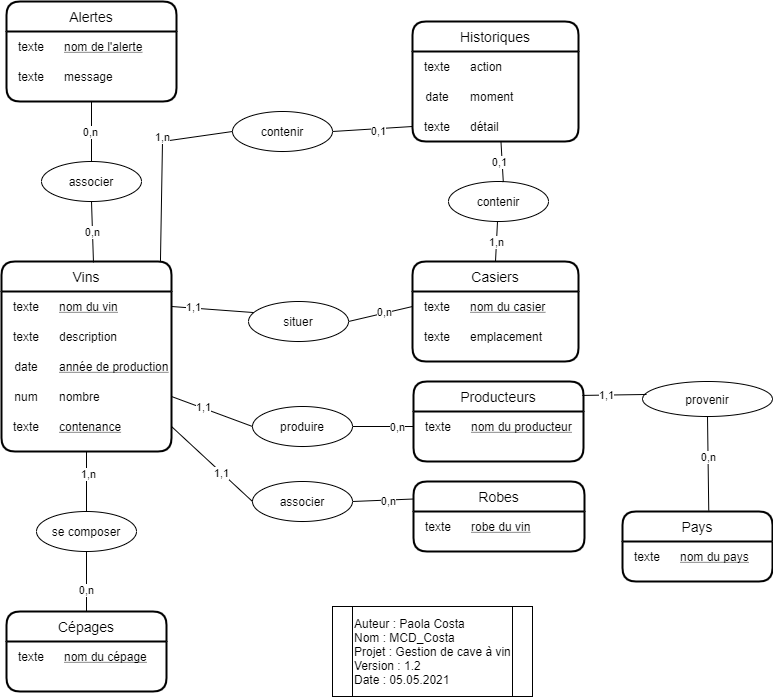 Alertes
texte nom de l'alerte
texte message
0,n
associer
0,n
Historiques
texte action
date moment
texte détail
1,n
contenir
0,1
0,1
contenir
1,n
Vins
texte nom du vin
texte description
date année de production
num nombre
texte contenance
1,1
situer
0,n
Casiers
texte nom du casier
texte emplacement
1,1
produire
0,n
Producteurs
texte nom du producteur
1,1
provenir
0,n
Pays
texte nom du pays
1,1
associer
0,n
Robes
texte robe du vin
1,n
se composer
0,n
Cépages
texte nom du cépage
Auteur : Paola Costa
Nom : MCD_Costa
Projet : Gestion de cave à vin
Version : 1.2
Date : 05.05.2021